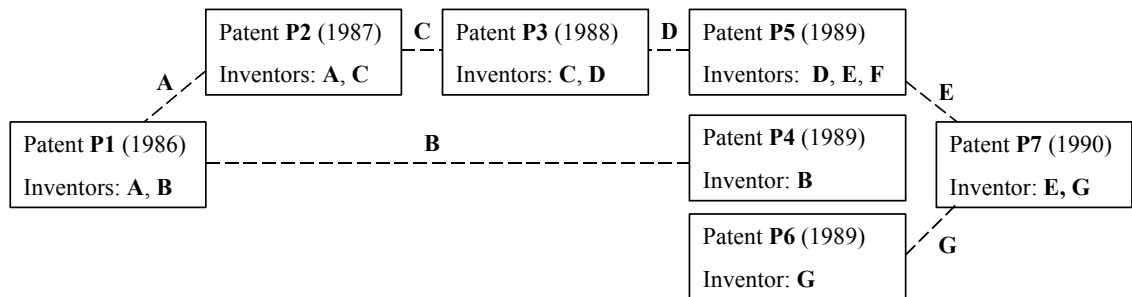 Patent P2 (1987)
Inventors: A, C
C
Patent P3 (1988)
Inventors: C, D
D
Patent P5 (1989)
Inventors: D, E, F
A
E
Patent P1 (1986)
Inventors: A, B
B
Patent P4 (1989)
Inventor: B
Patent P7 (1990)
Inventor: E, G
Patent P6 (1989)
Inventor: G
G